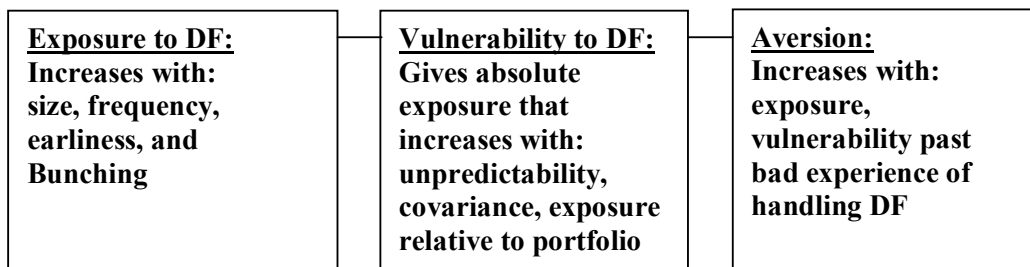 Exposure to DF:
Increases with:
size, frequency,
earliness, and
Bunching
Vulnerability to DF:
Gives absolute
exposure that
increases with:
unpredictability,
covariance, exposure
relative to portfolio
Aversion:
Increases with:
exposure,
vulnerability past
bad experience of
handling DF